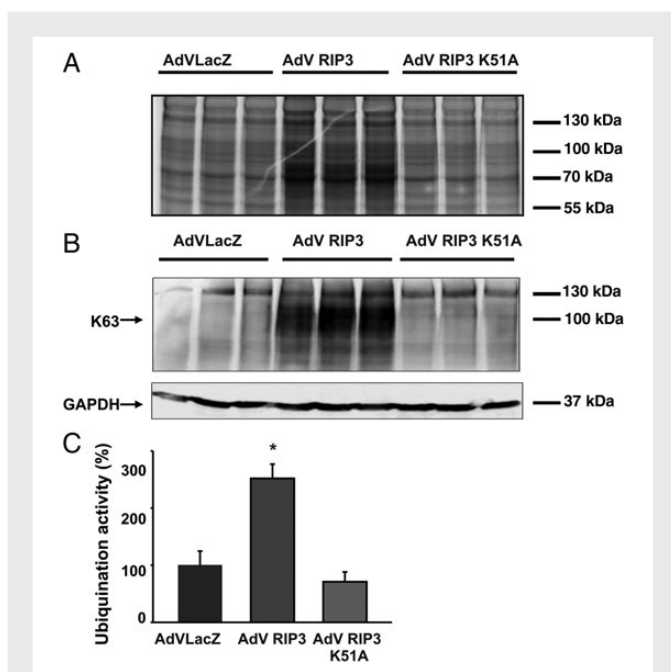 A
AdVLacZ AdV RIP3 AdV RIP3 K51A
130 kDa
100 kDa
70 kDa
55 kDa
B
AdVLacZ AdV RIP3 AdV RIP3 K51A
130 kDa
K63 100 kDa
GAPDH 37 kDa
C
Ubiquination activity (%)
300
200
100
0
AdVLacZ AdV RIP3 AdV RIP3
K51A
*